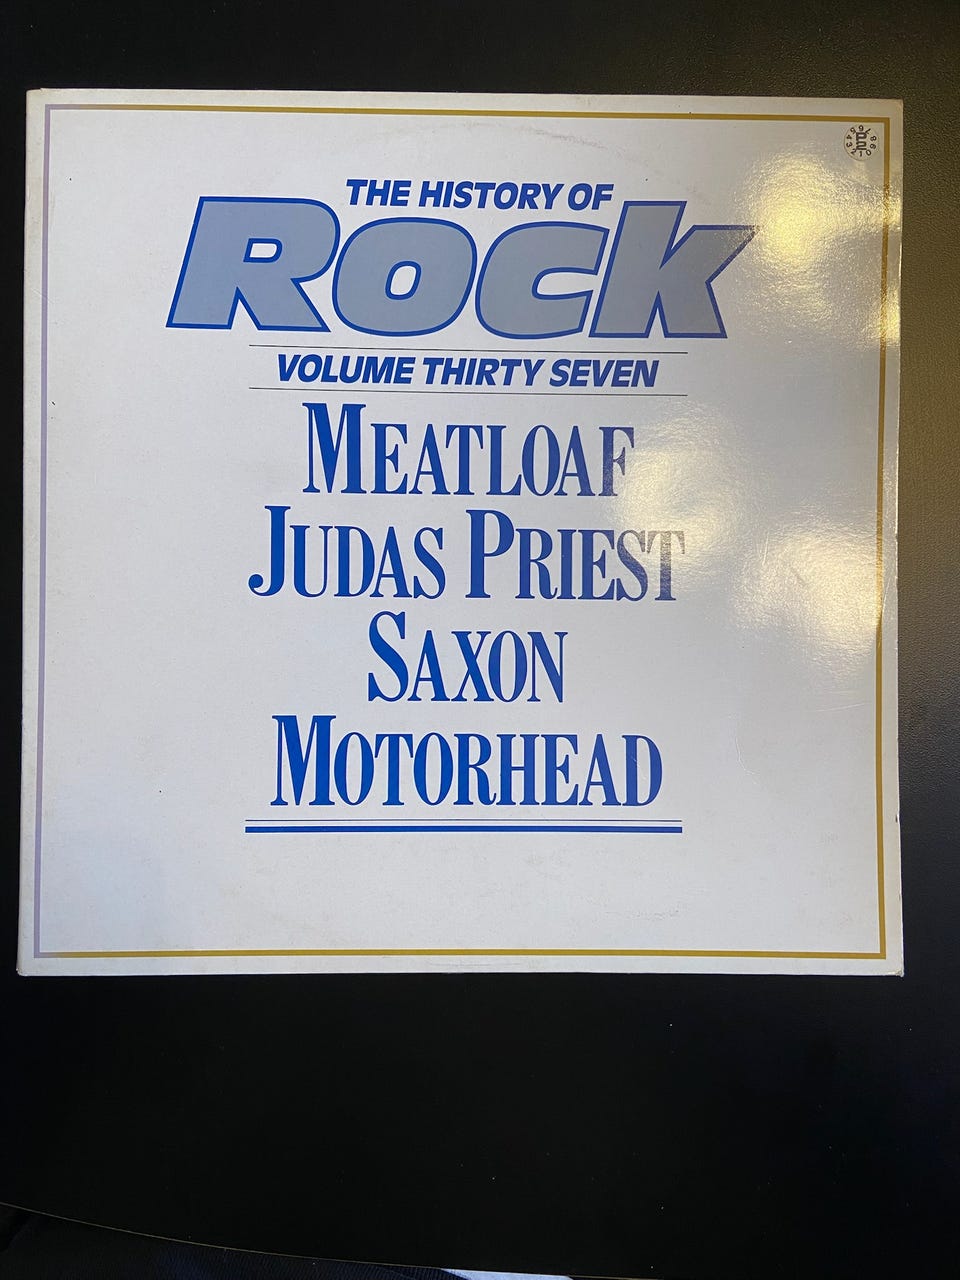 THE HISTORY OF
ROCK
VOLUME THIRTY SEVEN
MEATLOAF
JUDAS PRIEST
SAXON
MOTORHEAD